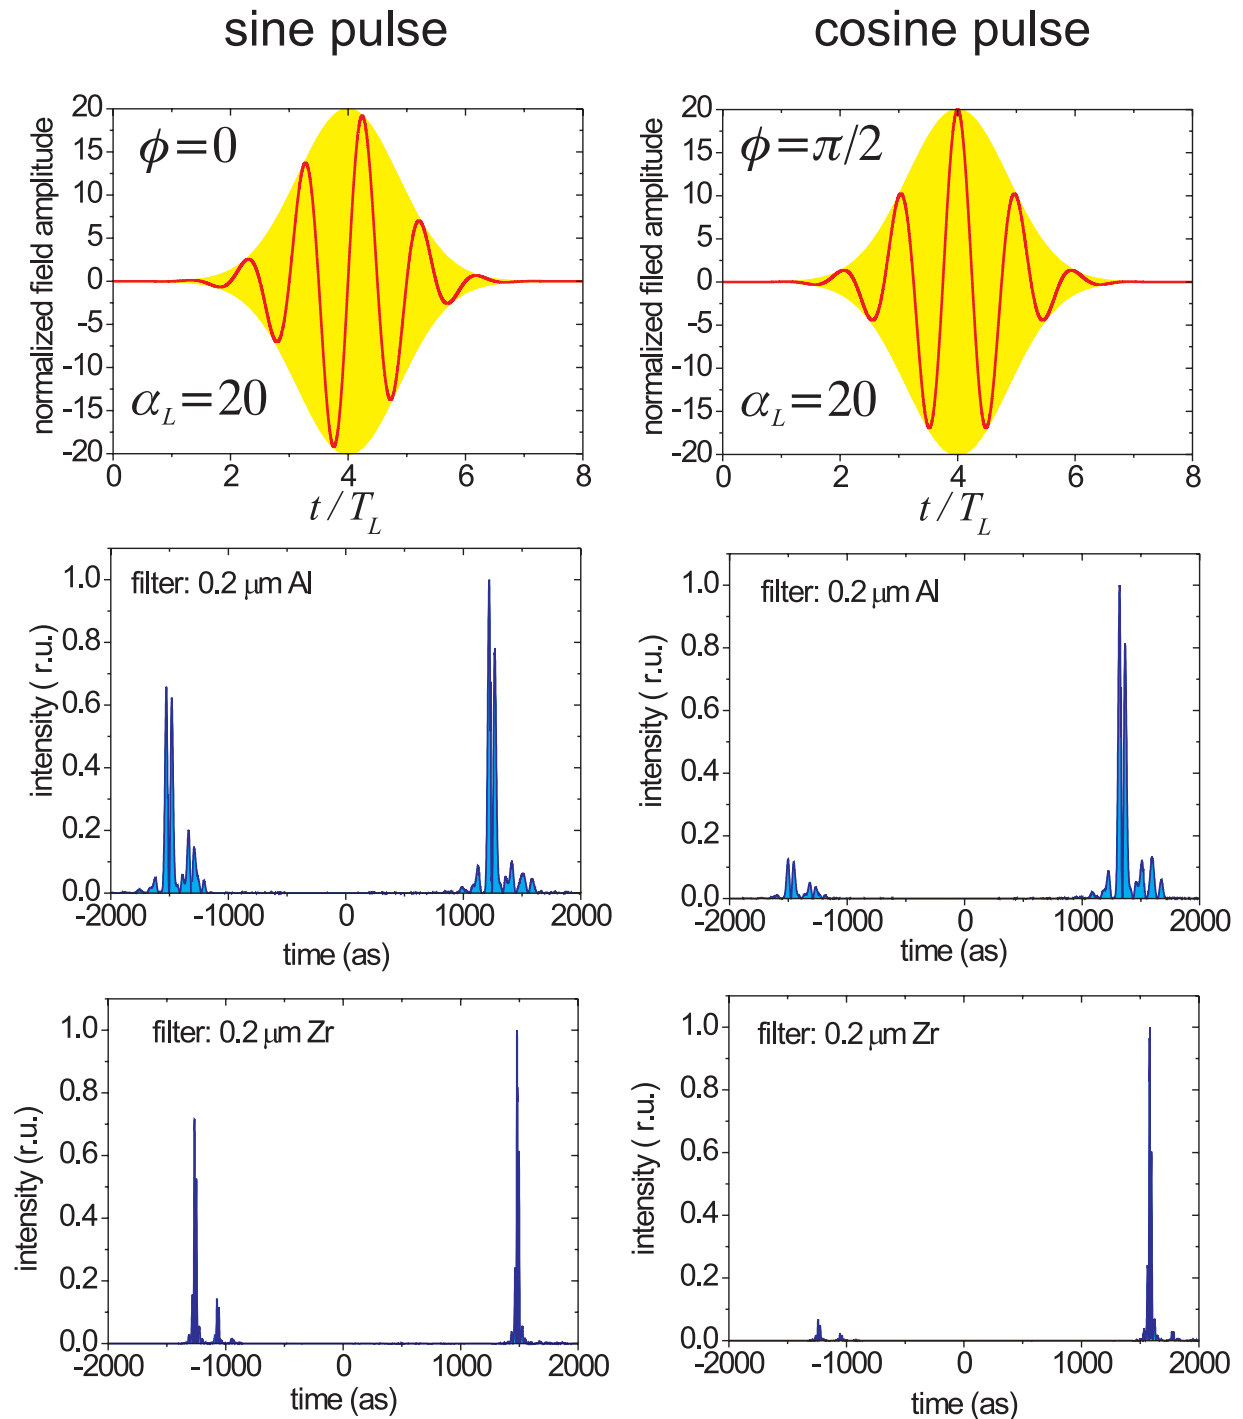 sine pulse
cosine pulse
normalized field amplitude
20
15
10
5
0
-5
-10
-15
-20
ϕ=0
α_L=20
0 2 4 6 8
t / T_L
normalized filed amplitude
20
15
10
5
0
-5
-10
-15
-20
ϕ=π/2
α_L=20
0 2 4 6 8
t / T_L
intensity ( r.u.)
1.0
0.8
0.6
0.4
0.2
0.0
filter: 0.2 μm Al
-2000 -1000 0 1000 2000
time (as)
intensity ( r.u.)
1.0
0.8
0.6
0.4
0.2
0.0
filter: 0.2 μm Al
-2000 -1000 0 1000 2000
time (as)
intensity (r.u.)
1.0
0.8
0.6
0.4
0.2
0.0
filter: 0.2 μm Zr
-2000 -1000 0 1000 2000
time (as)
intensity ( r.u.)
1.0
0.8
0.6
0.4
0.2
0.0
filter: 0.2 μm Zr
-2000 -1000 0 1000 2000
time (as)